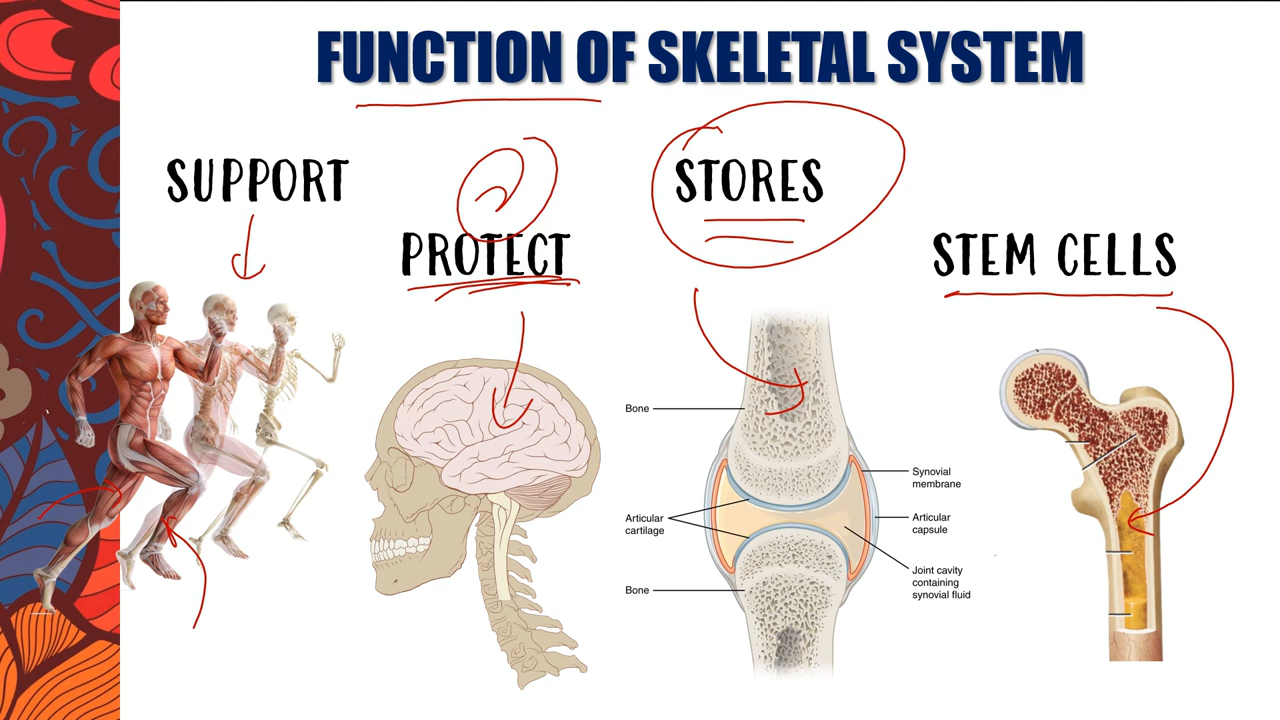 FUNCTION OF SKELETAL SYSTEM
SUPPORT
PROTECT
STORES
STEM CELLS
Bone
Articular
cartilage
Bone
Synovial
membrane
Articular
capsule
Joint cavity
containing
synovial fluid